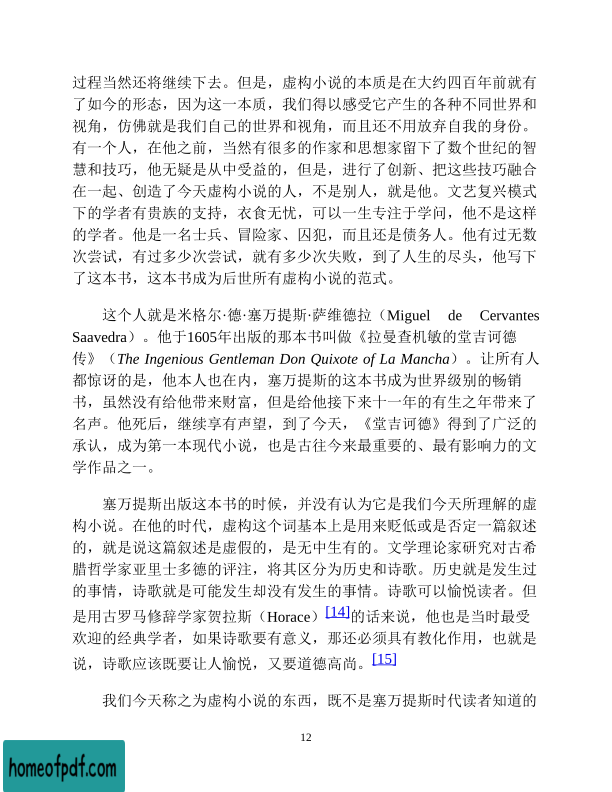 过程当然还将继续下去。但是，虚构小说的本质是在大约四百年前就有
了如今的形态，因为这一本质，我们得以感受它产生的各种不同世界和
视角，仿佛就是我们自己的世界和视角，而且还不用放弃自我的身份。
有一个人，在他之前，当然有很多的作家和思想家留下了数个世纪的智
慧和技巧，他无疑是从中受益的，但是，进行了创新、把这些技巧融合
在一起、创造了今天虚构小说的人，不是别人，就是他。文艺复兴模式
下的学者有贵族的支持，衣食无忧，可以一生专注于学问，他不是这样
的学者。他是一名士兵、冒险家、囚犯，而且还是债务人。他有过无数
次尝试，有过多少次尝试，就有多少次失败，到了人生的尽头，他写下
了这本书，这本书成为后世所有虚构小说的范式。
这个人就是米格尔·德·塞万提斯·萨维德拉（Miguel de Cervantes
Saavedra）。他于1605年出版的那本书叫做《拉曼查机敏的堂吉诃德
传》（The Ingenious Gentleman Don Quixote of La Mancha）。让所有人
都惊讶的是，他本人也在内，塞万提斯的这本书成为世界级别的畅销
书，虽然没有给他带来财富，但是给他接下来十一年的有生之年带来了
名声。他死后，继续享有声望，到了今天，《堂吉诃德》得到了广泛的
承认，成为第一本现代小说，也是古往今来最重要的、最有影响力的文
学作品之一。
塞万提斯出版这本书的时候，并没有认为它是我们今天所理解的虚
构小说。在他的时代，虚构这个词基本上是用来贬低或是否定一篇叙述
的，就是说这篇叙述是虚假的，是无中生有的。文学理论家研究对古希
腊哲学家亚里士多德的评注，将其区分为历史和诗歌。历史就是发生过
的事情，诗歌就是可能发生却没有发生的事情。诗歌可以愉悦读者。但
是用古罗马修辞学家贺拉斯（Horace）[14]的话来说，他也是当时最受
欢迎的经典学者，如果诗歌要有意义，那还必须具有教化作用，也就是
说，诗歌应该既要让人愉悦，又要道德高尚。[15]
我们今天称之为虚构小说的东西，既不是塞万提斯时代读者知道的
12
homeofpdf.com